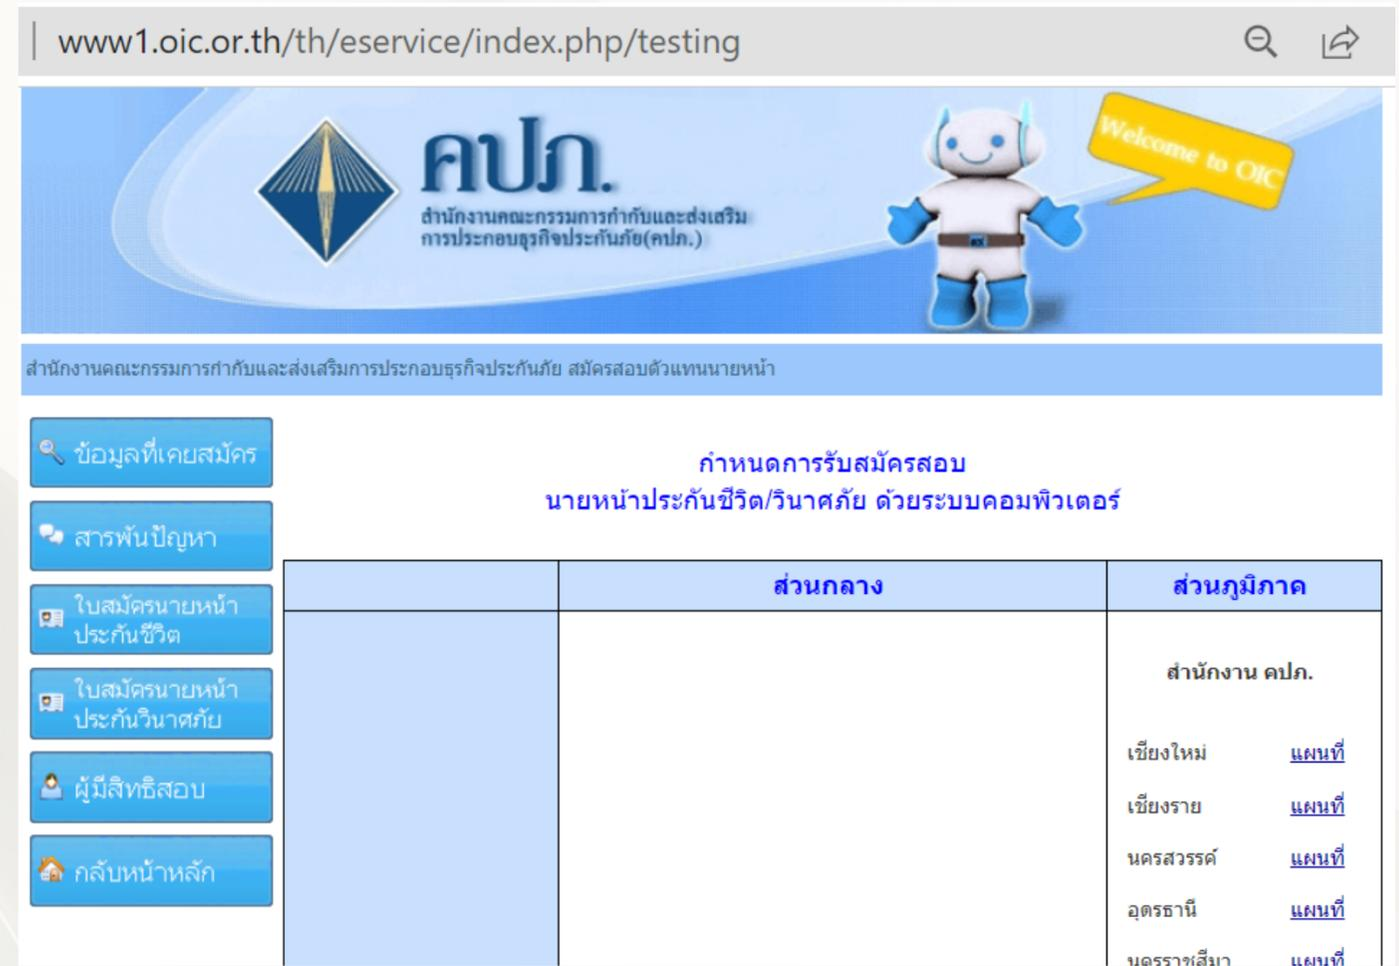 www1.oic.or.th/th/eservice/index.php/testing
คปภ.
สำนักงานคณะกรรมการกำกับและส่งเสริม
การประกอบธุรกิจประกันภัย(คปภ.)
Welcome to OIC
สำนักงานคณะกรรมการกำกับและส่งเสริมการประกอบธุรกิจประกันภัย สมัครสอบตัวแทนนายหน้า
ข้อมูลที่เคยสมัคร
สารพันปัญหา
ใบสมัครนายหน้า
ประกันชีวิต
ใบสมัครนายหน้า
ประกันวินาศภัย
ผู้มีสิทธิสอบ
กลับหน้าหลัก
กำหนดการรับสมัครสอบ
นายหน้าประกันชีวิต/วินาศภัย ด้วยระบบคอมพิวเตอร์
ส่วนกลาง ส่วนภูมิภาค
สำนักงาน คปภ.
เชียงใหม่ แผนที่
เชียงราย แผนที่
นครสวรรค์ แผนที่
อุดรธานี แผนที่
นครราชสีมา แผนที่